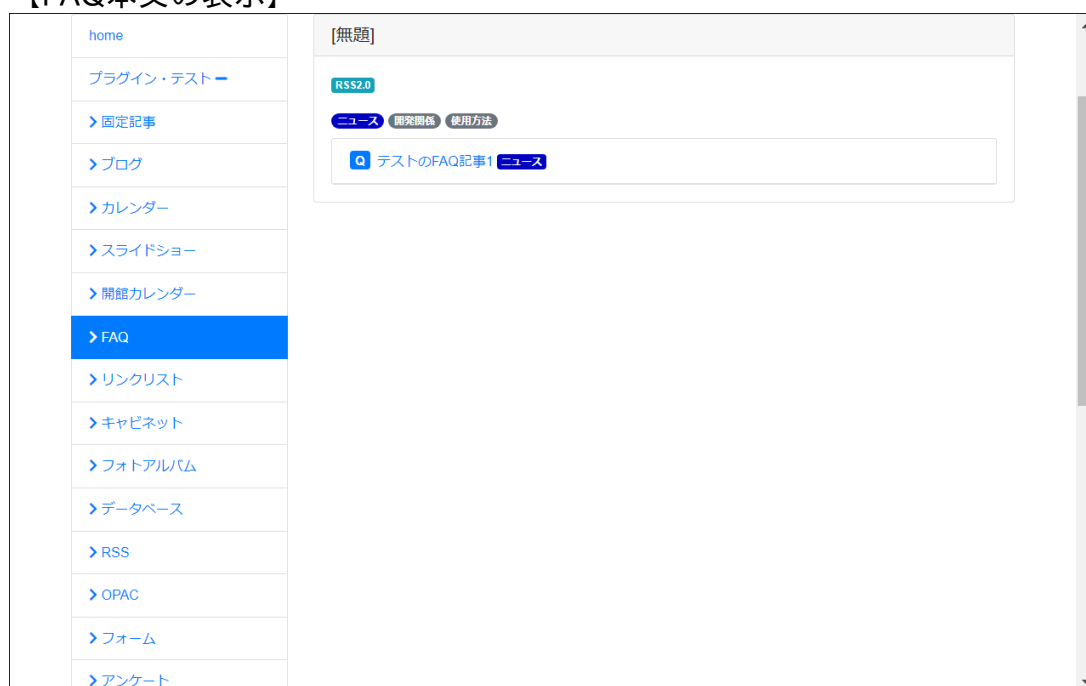 【FAQ本文の表示】
home
プラグイン・テスト
固定記事
ブログ
カレンダー
スライドショー
開館カレンダー
FAQ
リンクリスト
キャビネット
フォトアルバム
データベース
RSS
OPAC
フォーム
アンケート
[無題]
RSS2.0
ニュース 開発関係 使用方法
Q テストのFAQ記事1 ニュース